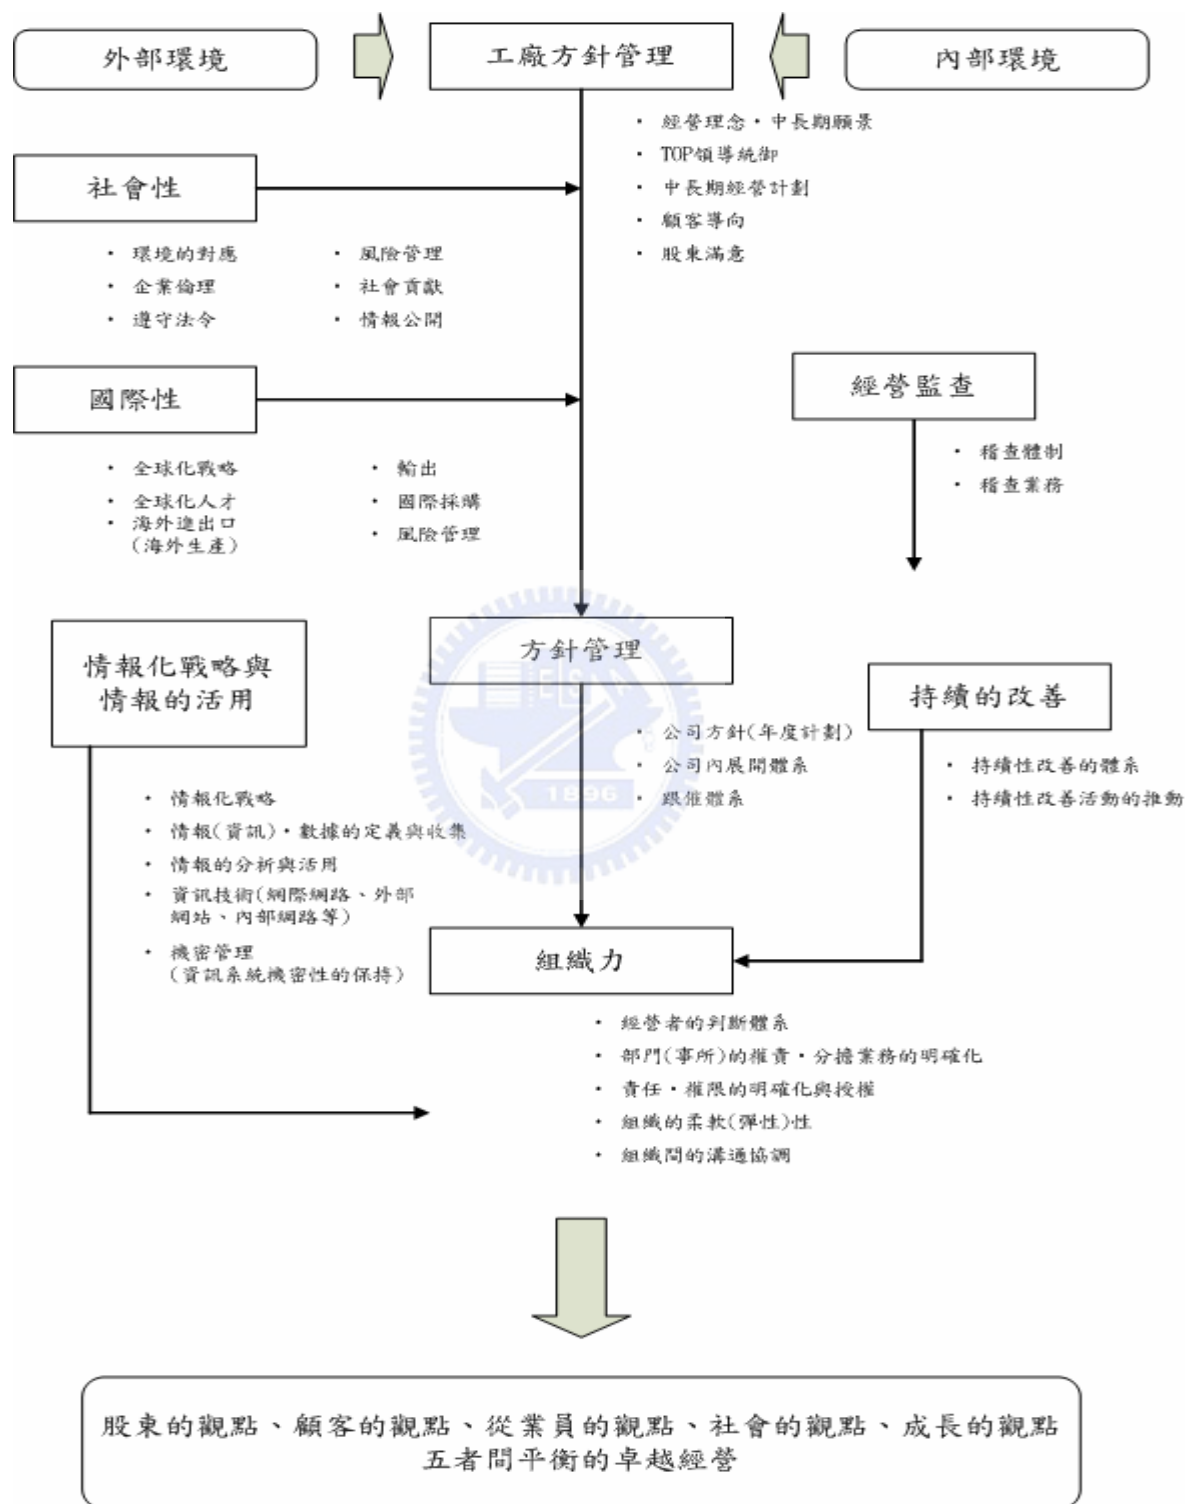 外部環境
工廠方針管理
內部環境
・ 經營理念・中長期願景
・ TOP領導統御
・ 中長期經營計劃
・ 顧客導向
・ 股東滿意
社會性
・ 環境的對應
・ 企業倫理
・ 遵守法令
・ 風險管理
・ 社會貢獻
・ 情報公開
國際性
・ 全球化戰略
・ 全球化人才
・ 海外進出口
(海外生產)
・ 輸出
・ 國際採購
・ 風險管理
經營監查
・ 稽查體制
・ 稽查業務
方針管理
・ 公司方針(年度計劃)
・ 公司內展開體系
・ 跟催體系
情報化戰略與
情報的活用
・ 情報化戰略
・ 情報(資訊)・數據的定義與收集
・ 情報的分析與活用
・ 資訊技術(網際網路、外部
網站、內部網路等)
・ 機密管理
(資訊系統機密性的保持)
持續的改善
・ 持續性改善的體系
・ 持續性改善活動的推動
ES
1896
組織力
・ 經營者的判斷體系
・ 部門(事所)的權責・分擔業務的明確化
・ 責任・權限的明確化與授權
・ 組織的柔軟(彈性)性
・ 組織間的溝通協調
股東的觀點、顧客的觀點、從業員的觀點、社會的觀點、成長的觀點
五者間平衡的卓越經營